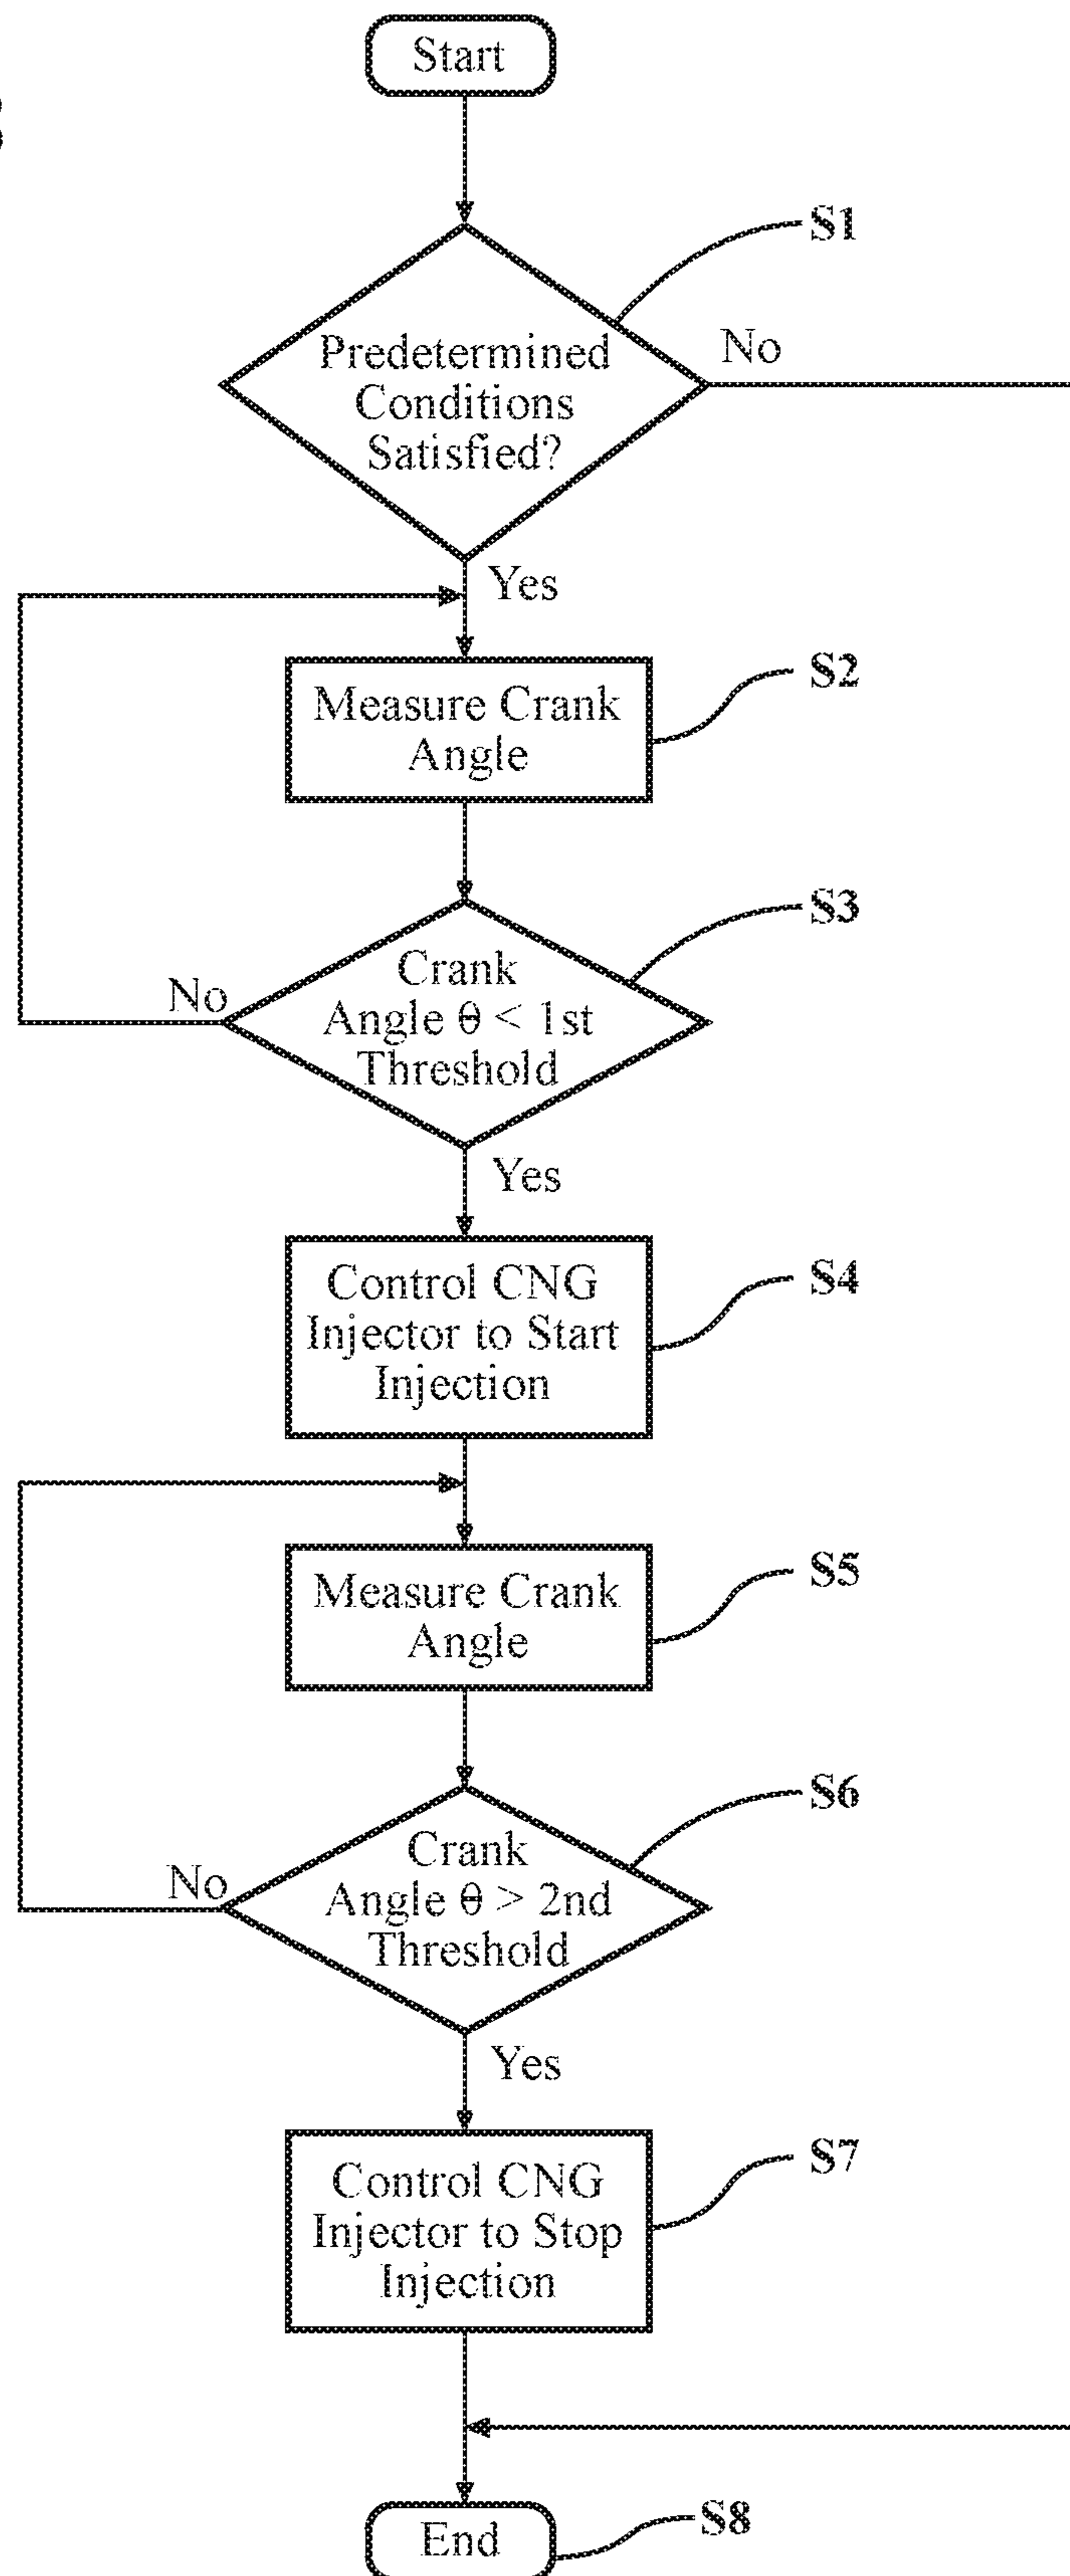 Start
S1
Predetermined
Conditions
Satisfied?
No
Yes
S2
Measure Crank
Angle
S3
Crank
Angle θ < 1st
Threshold
No
Yes
S4
Control CNG
Injector to Start
Injection
S5
Measure Crank
Angle
S6
Crank
Angle θ > 2nd
Threshold
No
Yes
S7
Control CNG
Injector to Stop
Injection
End
S8